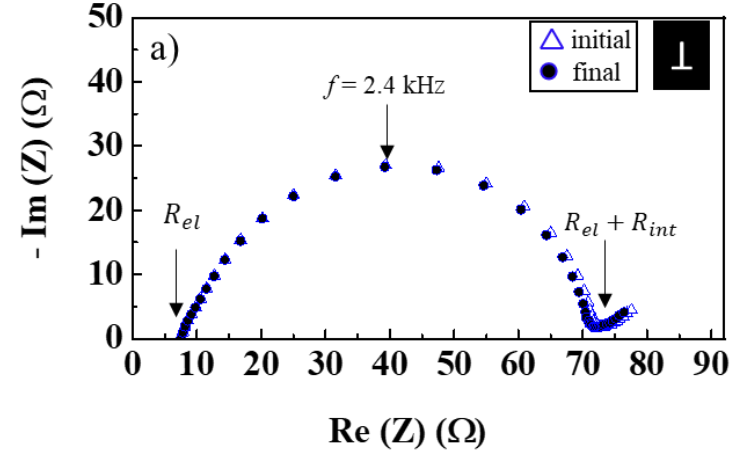 50
a)
initial
final
⊥
40
f = 2.4 kHz
30
- Im (Z) (Ω)
20
R_el
R_el + R_int
10
0
0 10 20 30 40 50 60 70 80 90
Re (Z) (Ω)